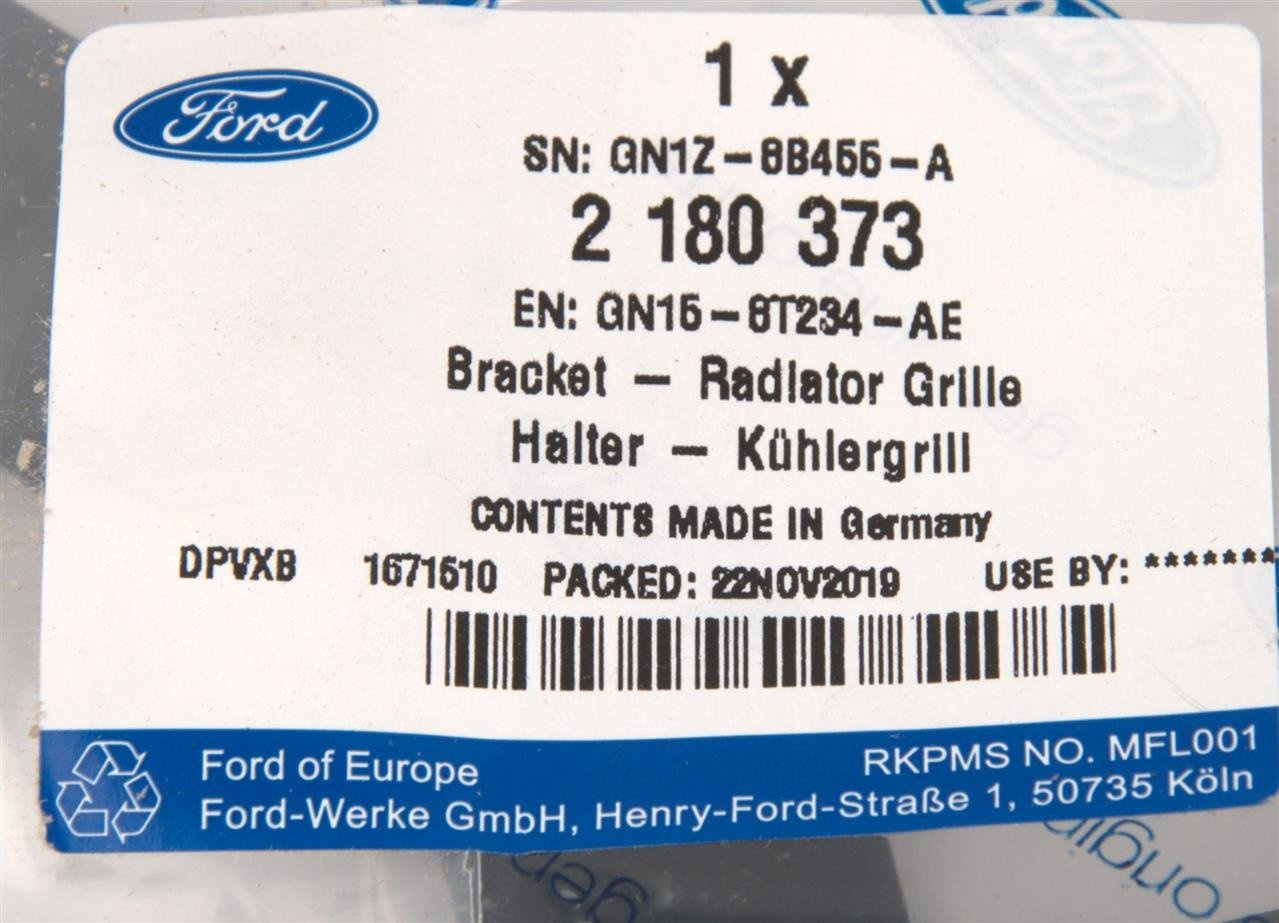 Ford
1 x
SN: GN1Z-8B455-A
2 180 373
EN: GN15-8T234-AE
Bracket - Radiator Grille
Halter - Kühlergrill
CONTENTS MADE IN Germany
DPVXB 1671510 PACKED: 22NOV2019 USE BY: *******
Ford of Europe RKPMS NO. MFL001
Ford-Werke GmbH, Henry-Ford-Straße 1, 50735 Köln